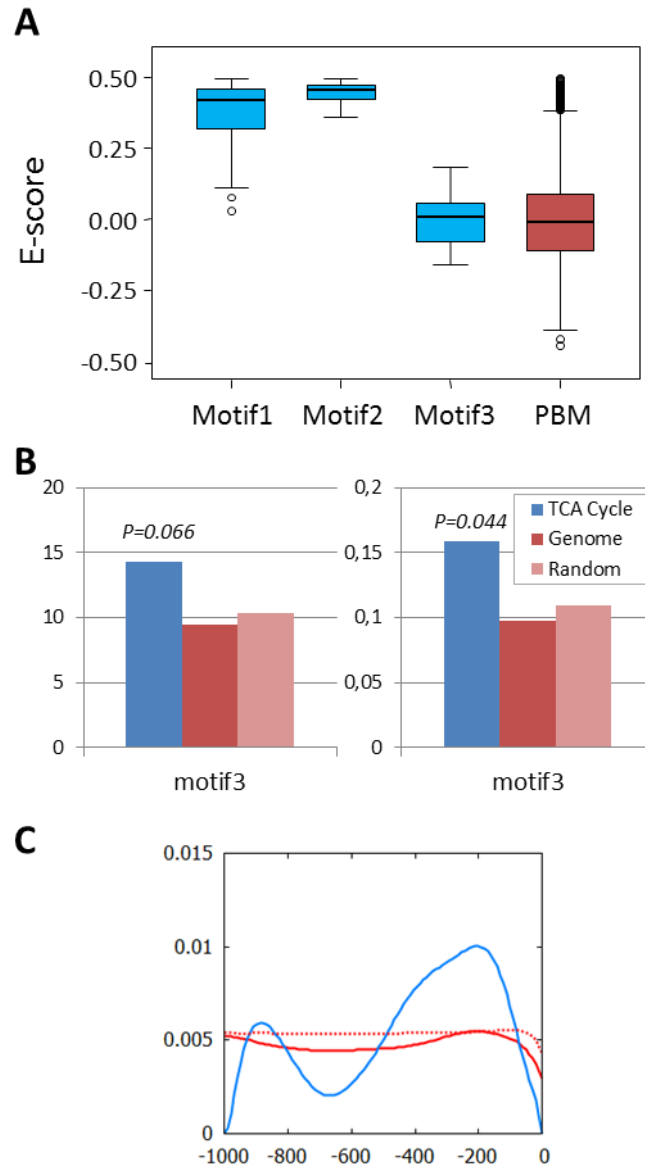 A
E-score
0.50
0.25
0.00
-0.25
-0.50
Motif1 Motif2 Motif3 PBM
B
20
15
10
5
0
P=0.066
motif3
0,2
0,15
0,1
0,05
0
P=0.044
TCA Cycle
Genome
Random
motif3
C
0.015
0.01
0.005
0
-1000 -800 -600 -400 -200 0